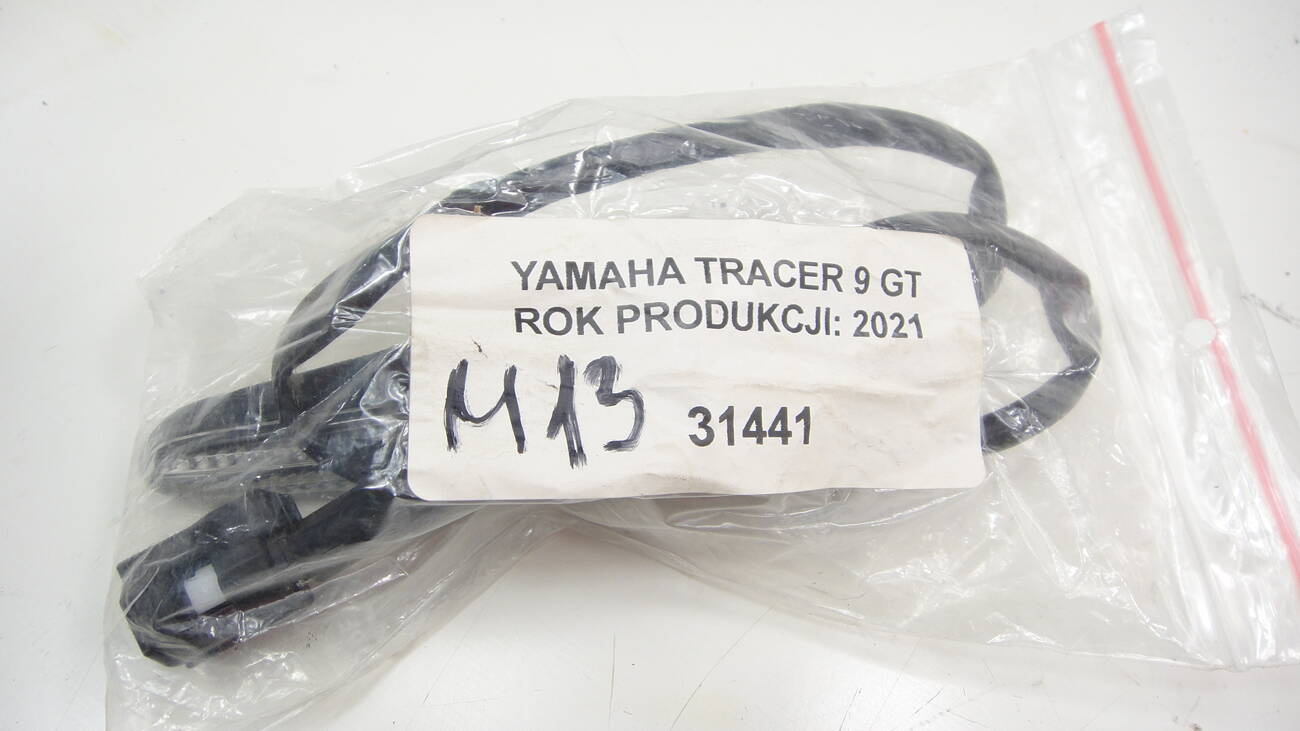 YAMAHA TRACER 9 GT
ROK PRODUKCJI: 2021
M13 31441